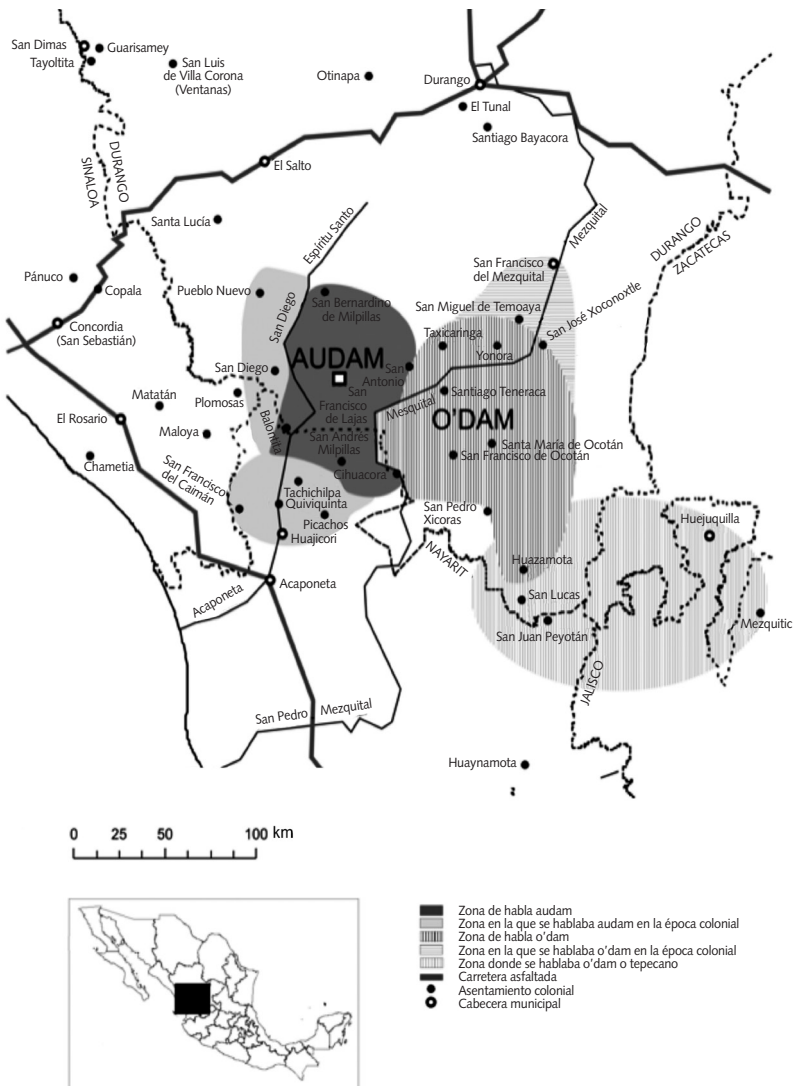 San Dimas
Guarisamey
Tayoltita
San Luis
de Villa Corona
(Ventanas)
Otinapa
Durango
El Tunal
Santiago Bayacora
DURANGO
SINALOA
El Salto
Santa Lucía
Espíritu Santo
Mezquital
DURANGO
ZACATECAS
San Francisco
del Mezquital
Pánuco
Copala
Pueblo Nuevo
San Diego
San Bernardino
de Milpillas
San Miguel de Temoaya
San José Xoconoxtle
Concordia
(San Sebastián)
Taxicaringa
Yonora
AUDAM
San Diego
San
Antonio
Matatán
Plomosas
San
Francisco
de Lajas
Mesquital
Santiago Teneraca
El Rosario
O'DAM
Maloya
Balontita
San Andrés
Milpillas
Santa María de Ocotán
San Francisco de Ocotán
Chametia
San Francisco
del Caimán
Cihuacora
Tachichilpa
Quiviquinta
Picachos
Huajicori
San Pedro
Xicoras
Huejuquilla
NAYARIT
Huazamota
Acaponeta
Acaponeta
San Lucas
Mezquitic
San Juan Peyotán
JALISCO
San Pedro
Mezquital
Huaynamota
0 25 50 100 km
Zona de habla audam
Zona en la que se hablaba audam en la época colonial
Zona de habla o'dam
Zona en la que se hablaba o'dam en la época colonial
Zona donde se hablaba o'dam o tepecano
Carretera asfaltada
Asentamiento colonial
Cabecera municipal